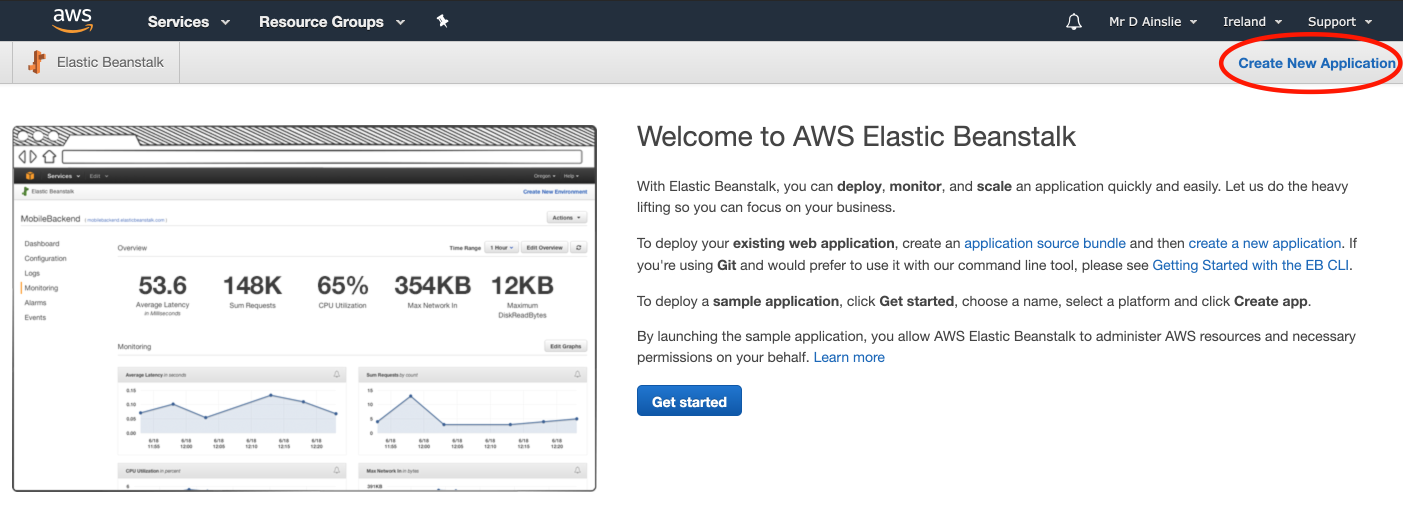 aws Services Resource Groups Mr D Ainslie Ireland Support
Elastic Beanstalk Create New Application
Welcome to AWS Elastic Beanstalk
With Elastic Beanstalk, you can deploy, monitor, and scale an application quickly and easily. Let us do the heavy
lifting so you can focus on your business.
To deploy your existing web application, create an application source bundle and then create a new application. If
you're using Git and would prefer to use it with our command line tool, please see Getting Started with the EB CLI.
To deploy a sample application, click Get started, choose a name, select a platform and click Create app.
By launching the sample application, you allow AWS Elastic Beanstalk to administer AWS resources and necessary
permissions on your behalf. Learn more
Get started
Services Edit Oregon Help
Elastic Beanstalk Create New Environment
MobileBackend ( mobilebackend.elasticbeanstalk.com ) Actions
Dashboard
Configuration
Logs
Monitoring
Alarms
Events
Overview Time Range 1 Hour Edit Overview
53.6 148K 65% 354KB 12KB
Average Latency Sum Requests CPU Utilization Max Network In Maximum
in Milliseconds DiskReadBytes
Monitoring Edit Graphs
Average Latency in seconds Sum Requests by count
0.15
0.10
0.05
0.00
6/18 6/18 6/18 6/18 6/18 6/18
11:55 12:00 12:05 12:10 12:15 12:20
15
10
5
0
6/18 6/18 6/18 6/18 6/18 6/18
11:55 12:00 12:05 12:10 12:15 12:20
CPU Utilization in percent Max Network In in bytes
6 391KB